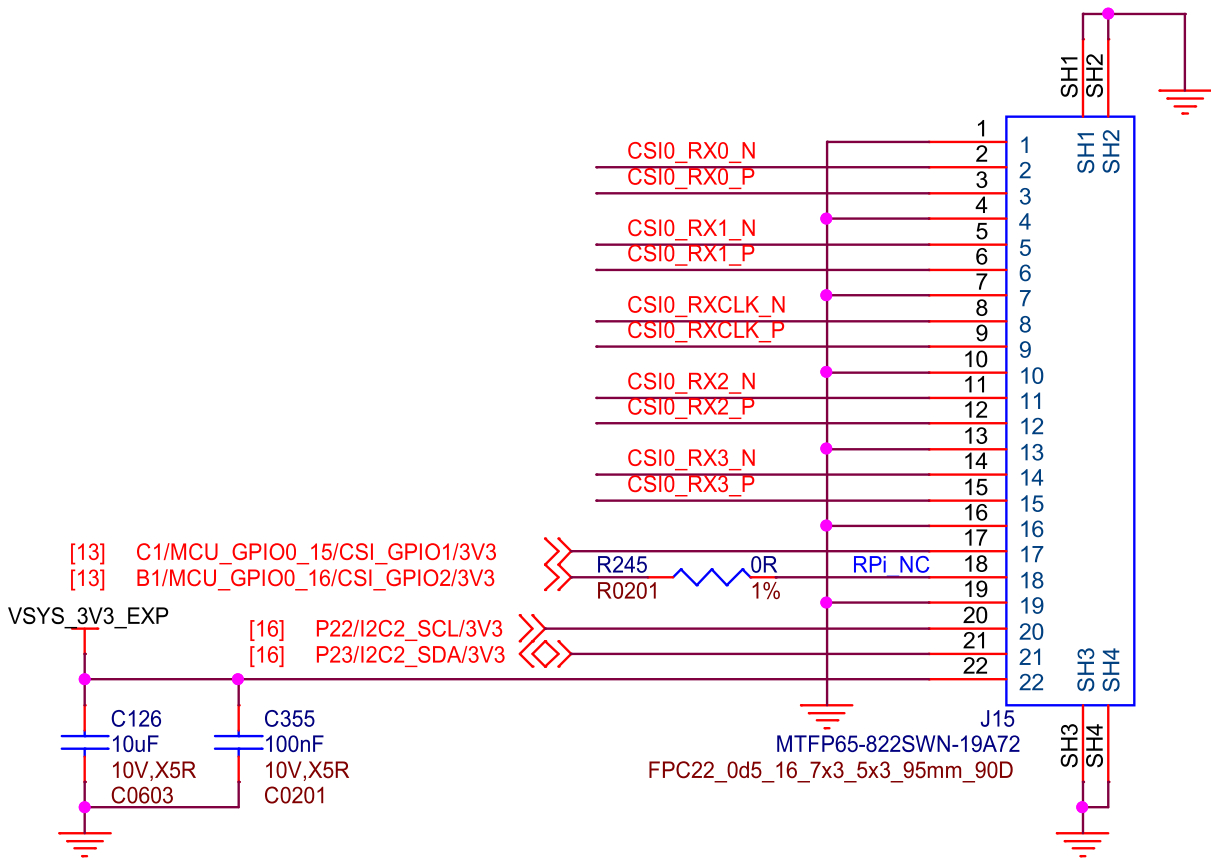 SH1
SH2
1
1
SH1
SH2
CSI0_RX0_N
2
2
CSI0_RX0_P
3
3
4
4
CSI0_RX1_N
5
5
CSI0_RX1_P
6
6
7
7
CSI0_RXCLK_N
8
8
CSI0_RXCLK_P
9
9
10
10
CSI0_RX2_N
11
11
CSI0_RX2_P
12
12
13
13
CSI0_RX3_N
14
14
CSI0_RX3_P
15
15
16
16
[13] C1/MCU_GPIO0_15/CSI_GPIO1/3V3
17
17
[13] B1/MCU_GPIO0_16/CSI_GPIO2/3V3
R245 0R
R0201 1%
RPi_NC
18
18
19
19
VSYS_3V3_EXP
[16] P22/I2C2_SCL/3V3
20
20
[16] P23/I2C2_SDA/3V3
21
21
22
22
SH3
SH4
SH3
SH4
C126
10uF
10V,X5R
C0603
C355
100nF
10V,X5R
C0201
J15
MTFP65-822SWN-19A72
FPC22_0d5_16_7x3_5x3_95mm_90D